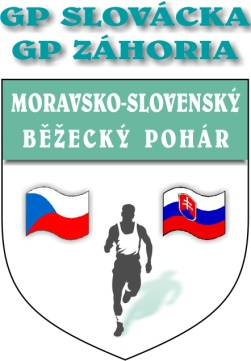 GP SLOVÁCKA
GP ZÁHORIA
MORAVSKO-SLOVENSKÝ
BĚŽECKÝ POHÁR